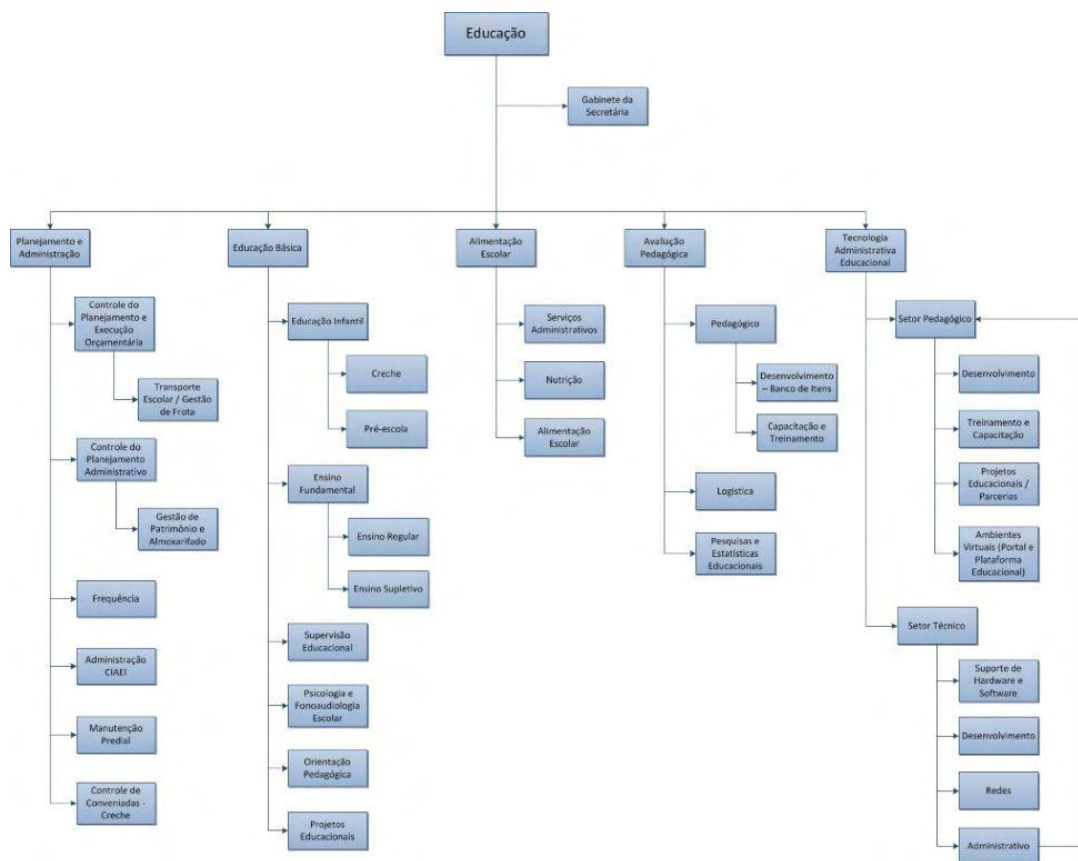 Educação
Gabinete da
Secretária
Planejamento e
Administração
Controle do
Planejamento e
Execução
Orçamentária
Transporte
Escolar / Gestão
de Frota
Controle do
Planejamento
Administrativo
Gestão de
Patrimônio e
Almoxarifado
Frequência
Administração
CIAEI
Manutenção
Predial
Controle de
Conveniadas -
Creche
Educação Básica
Educação Infantil
Creche
Pré-escola
Ensino
Fundamental
Ensino Regular
Ensino Supletivo
Supervisão
Educacional
Psicologia e
Fonoaudiologia
Escolar
Orientação
Pedagógica
Projetos
Educacionais
Alimentação
Escolar
Serviços
Administrativos
Nutrição
Alimentação
Escolar
Avaliação
Pedagógica
Pedagógico
Desenvolvimento
– Banco de Itens
Capacitação e
Treinamento
Logística
Pesquisas e
Estatísticas
Educacionais
Tecnologia
Administrativa
Educacional
Setor Pedagógico
Desenvolvimento
Treinamento e
Capacitação
Projetos
Educacionais /
Parcerias
Ambientes
Virtuais (Portal e
Plataforma
Educacional)
Setor Técnico
Suporte de
Hardware e
Software
Desenvolvimento
Redes
Administrativo